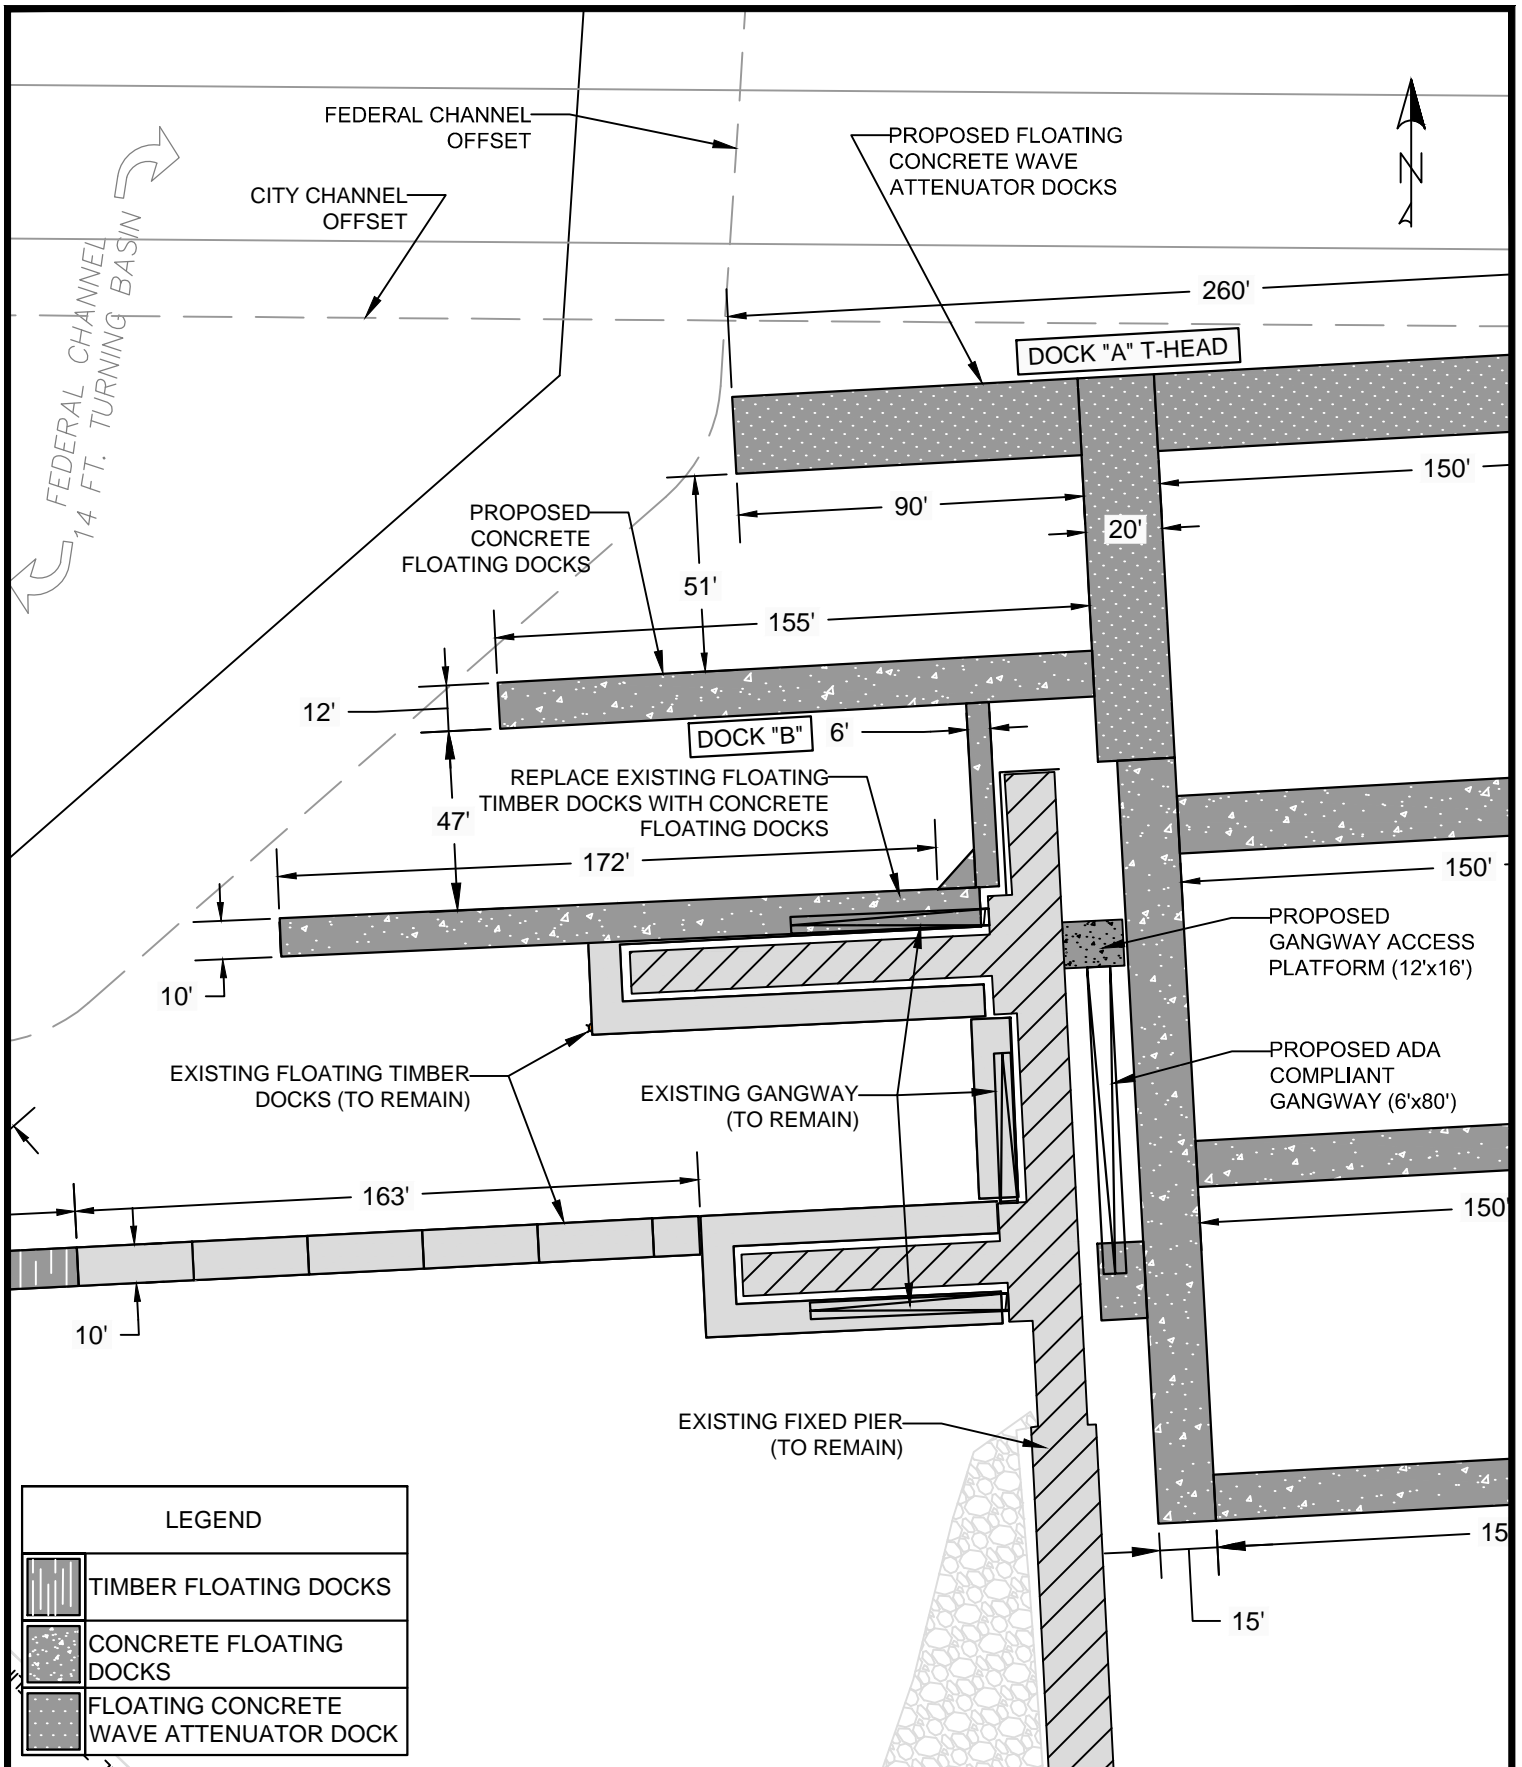 FEDERAL CHANNEL
OFFSET
CITY CHANNEL
OFFSET
FEDERAL CHANNEL
14 FT. TURNING BASIN
PROPOSED FLOATING
CONCRETE WAVE
ATTENUATOR DOCKS
N
260'
DOCK "A" T-HEAD
150'
90'
20'
PROPOSED
CONCRETE
FLOATING DOCKS
51'
155'
12'
DOCK "B"
6'
REPLACE EXISTING FLOATING
TIMBER DOCKS WITH CONCRETE
FLOATING DOCKS
47'
172'
150'
10'
PROPOSED
GANGWAY ACCESS
PLATFORM (12'x16')
EXISTING FLOATING TIMBER
DOCKS (TO REMAIN)
EXISTING GANGWAY
(TO REMAIN)
PROPOSED ADA
COMPLIANT
GANGWAY (6'x80')
163'
150'
10'
EXISTING FIXED PIER
(TO REMAIN)
15
15'
LEGEND
TIMBER FLOATING DOCKS
CONCRETE FLOATING
DOCKS
FLOATING CONCRETE
WAVE ATTENUATOR DOCK